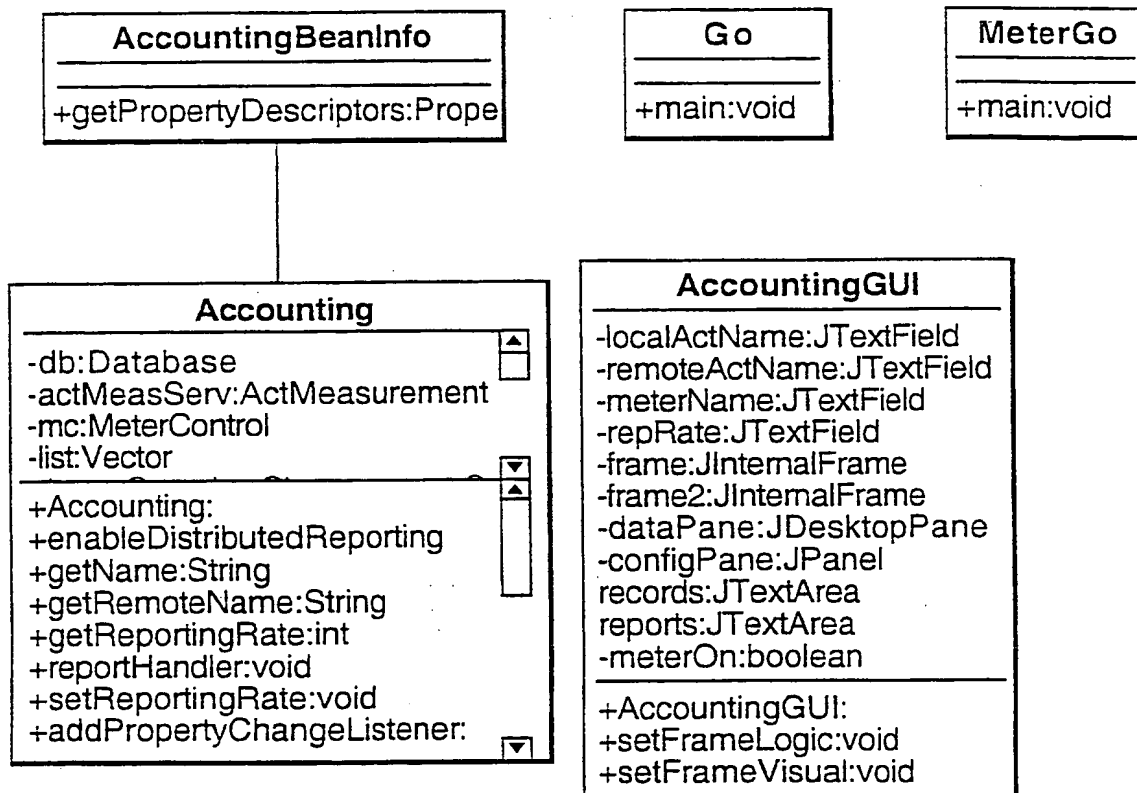 AccountingBeanInfo
+getPropertyDescriptors:Prope
Go
+main:void
MeterGo
+main:void
Accounting
-db:Database
-actMeasServ:ActMeasurement
-mc:MeterControl
-list:Vector
+Accounting:
+enableDistributedReporting
+getName:String
+getRemoteName:String
+getReportingRate:int
+reportHandler:void
+setReportingRate:void
+addPropertyChangeListener:
AccountingGUI
-localActName:JTextField
-remoteActName:JTextField
-meterName:JTextField
-repRate:JTextField
-frame:JInternalFrame
-frame2:JInternalFrame
-dataPane:JDesktopPane
-configPane:JPanel
records:JTextArea
reports:JTextArea
-meterOn:boolean
+AccountingGUI:
+setFrameLogic:void
+setFrameVisual:void